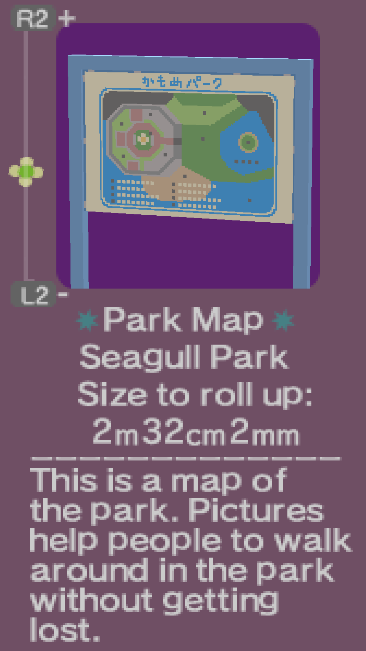 R2 +
かもめパーク
L2 -
Park Map
Seagull Park
Size to roll up:
2m32cm2mm
This is a map of
the park. Pictures
help people to walk
around in the park
without getting
lost.